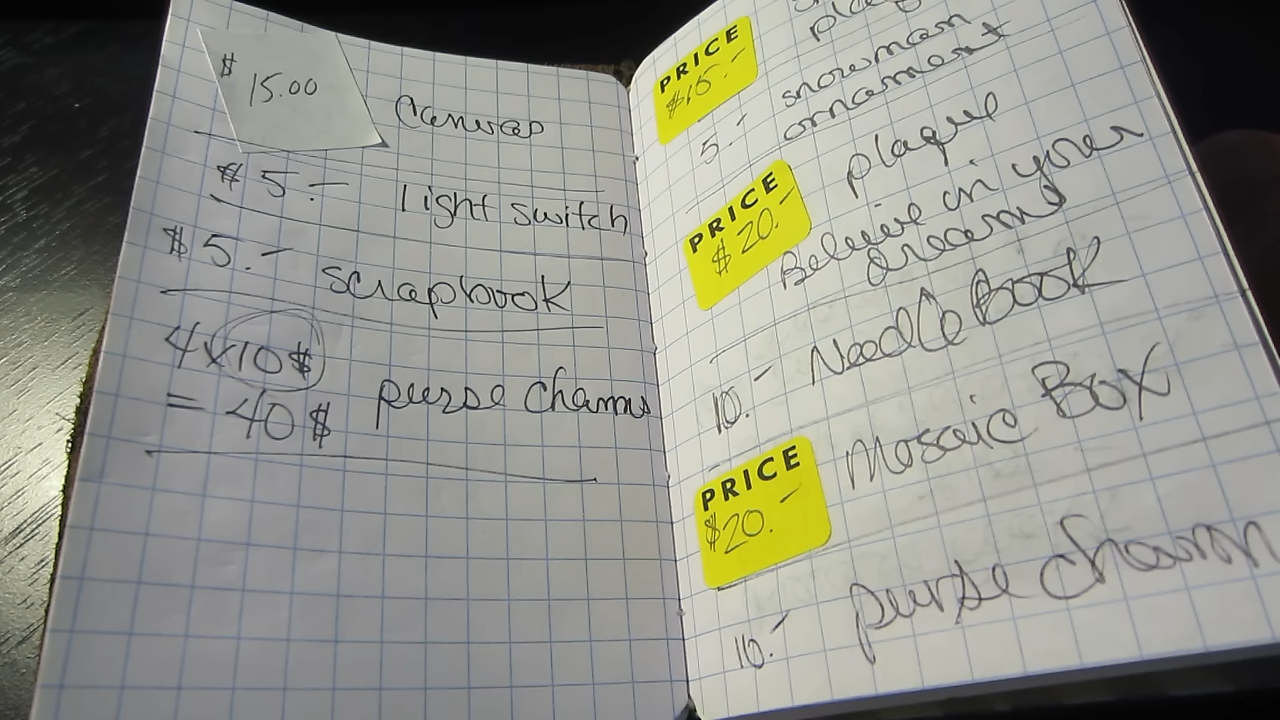 $
15.00
Canvas
$ 5.- light switch
$ 5.- scrapbook
4x10$
= 40$ purse charms
PRICE
$15.-
5.- snowman
ornament
PRICE
$20.-
plaque
Beleive in your
dreams
10.- Needle Book
PRICE
$20.-
Mosaic Box
10.- purse charm